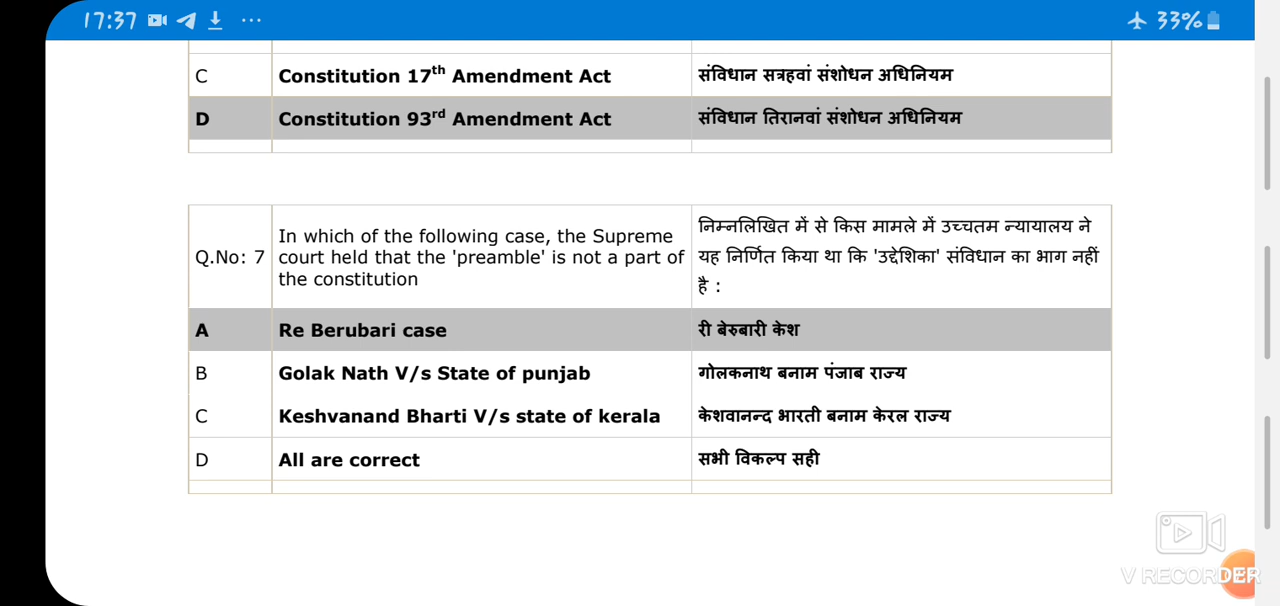 17:37
33%
C Constitution 17th Amendment Act संविधान सत्रहवां संशोधन अधिनियम
D Constitution 93rd Amendment Act संविधान तिरानवां संशोधन अधिनियम
Q.No: 7
In which of the following case, the Supreme
court held that the 'preamble' is not a part of
the constitution
निम्नलिखित में से किस मामले में उच्चतम न्यायालय ने
यह निर्णित किया था कि 'उद्देशिका' संविधान का भाग नहीं
है :
A Re Berubari case री बेरुबारी केश
B Golak Nath V/s State of punjab गोलकनाथ बनाम पंजाब राज्य
C Keshvanand Bharti V/s state of kerala केशवानन्द भारती बनाम केरल राज्य
D All are correct सभी विकल्प सही
V RECORDER